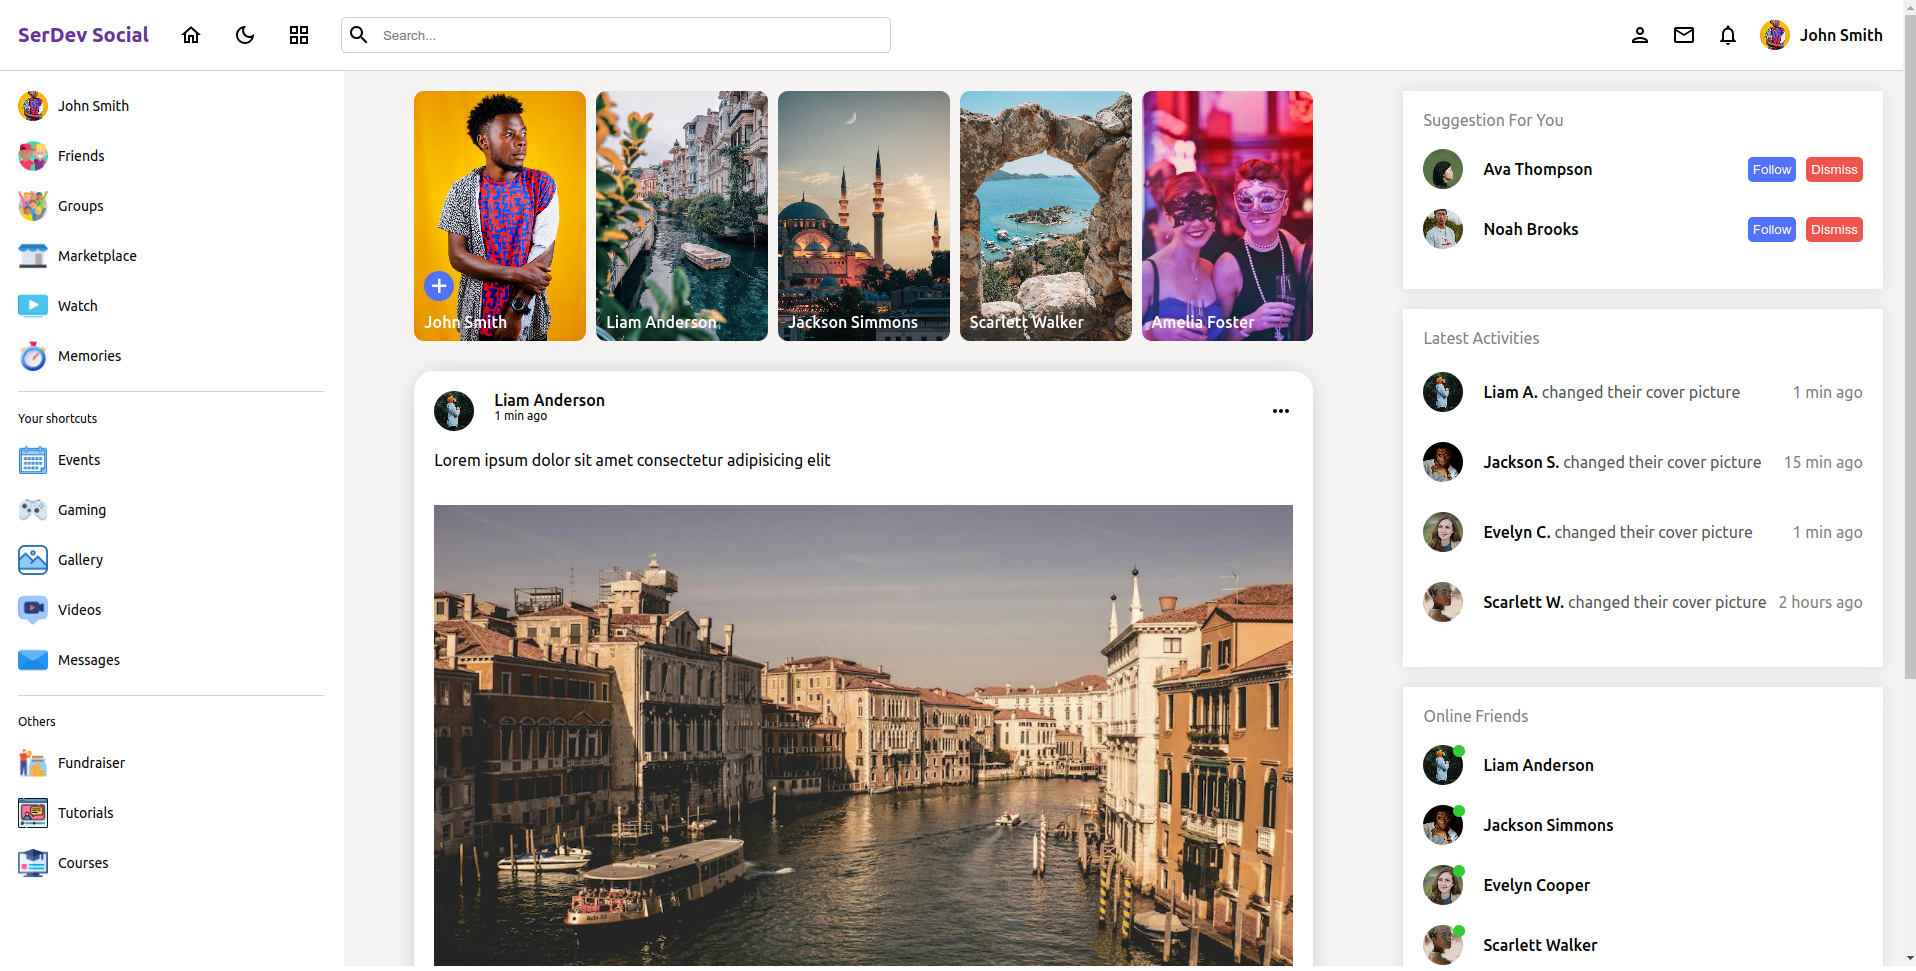 SerDev Social
Search...
John Smith
John Smith
Friends
Groups
Marketplace
Watch
Memories
Your shortcuts
Events
Gaming
Gallery
Videos
Messages
Others
Fundraiser
Tutorials
Courses
John Smith
Liam Anderson
Jackson Simmons
Scarlett Walker
Amelia Foster
Liam Anderson
1 min ago
Lorem ipsum dolor sit amet consectetur adipisicing elit
Suggestion For You
Ava Thompson Follow Dismiss
Noah Brooks Follow Dismiss
Latest Activities
Liam A. changed their cover picture 1 min ago
Jackson S. changed their cover picture 15 min ago
Evelyn C. changed their cover picture 1 min ago
Scarlett W. changed their cover picture 2 hours ago
Online Friends
Liam Anderson
Jackson Simmons
Evelyn Cooper
Scarlett Walker